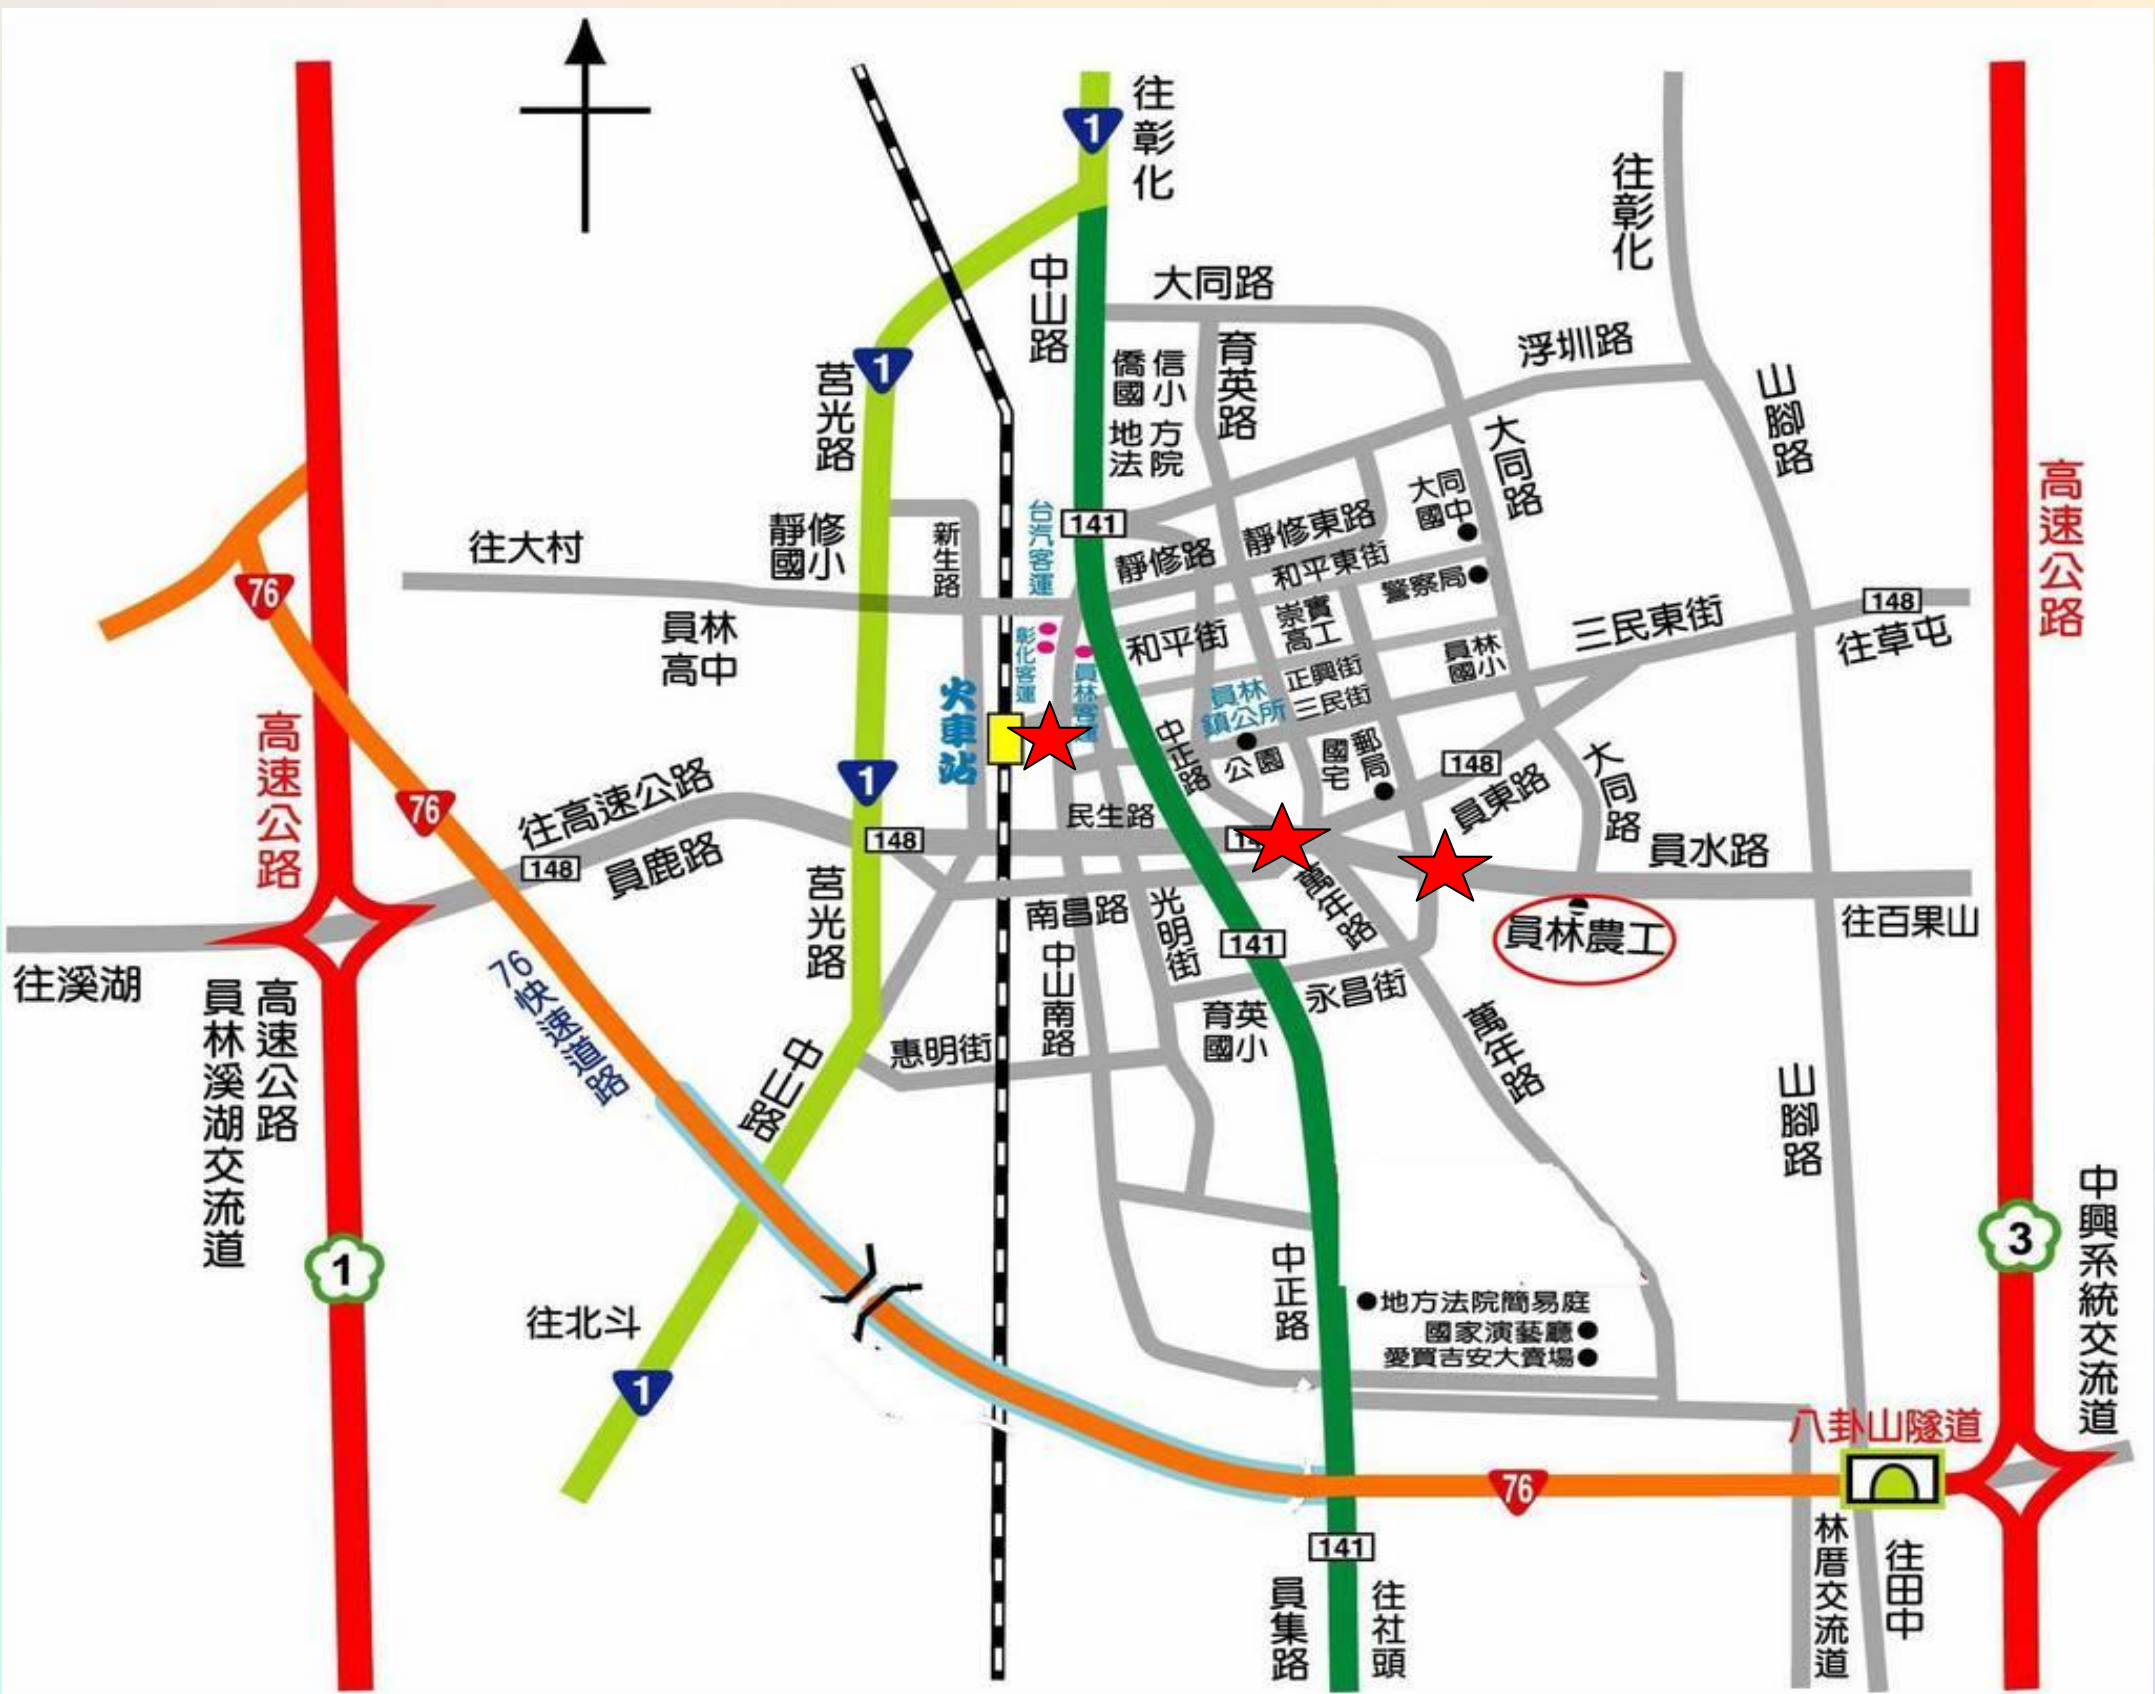 往彰化
1
往彰化
中山路
大同路
育英路
浮圳路
山腳路
1
莒光路
僑信
國小
地方
法院
大同路
高速公路
大同
國中
靜修東路
141
台汽客運
新生路
靜修
國小
往大村
靜修路
和平東街
警察局
76
148
往草屯
三民東街
崇實
高工
和平街
彰化客運
員林
高中
員林
國小
正興街
三民街
員林
鎮公所
員林客運
火車站
高速公路
中正路
公園
國宅
郵局
148
員東路
大同路
1
76
往高速公路
148
員鹿路
148
民生路
員水路
萬年路
南昌路
光明街
莒光路
141
員林農工
往百果山
往溪湖
76快速道路
高速公路
員林溪湖交流道
中山南路
永昌街
育英
國小
惠明街
萬年路
中山路
山腳路
中興系統交流道
3
1
中正路
地方法院簡易庭
國家演藝廳
愛買吉安大賣場
往北斗
1
八卦山隧道
76
141
林厝交流道
往田中
員集路
往社頭